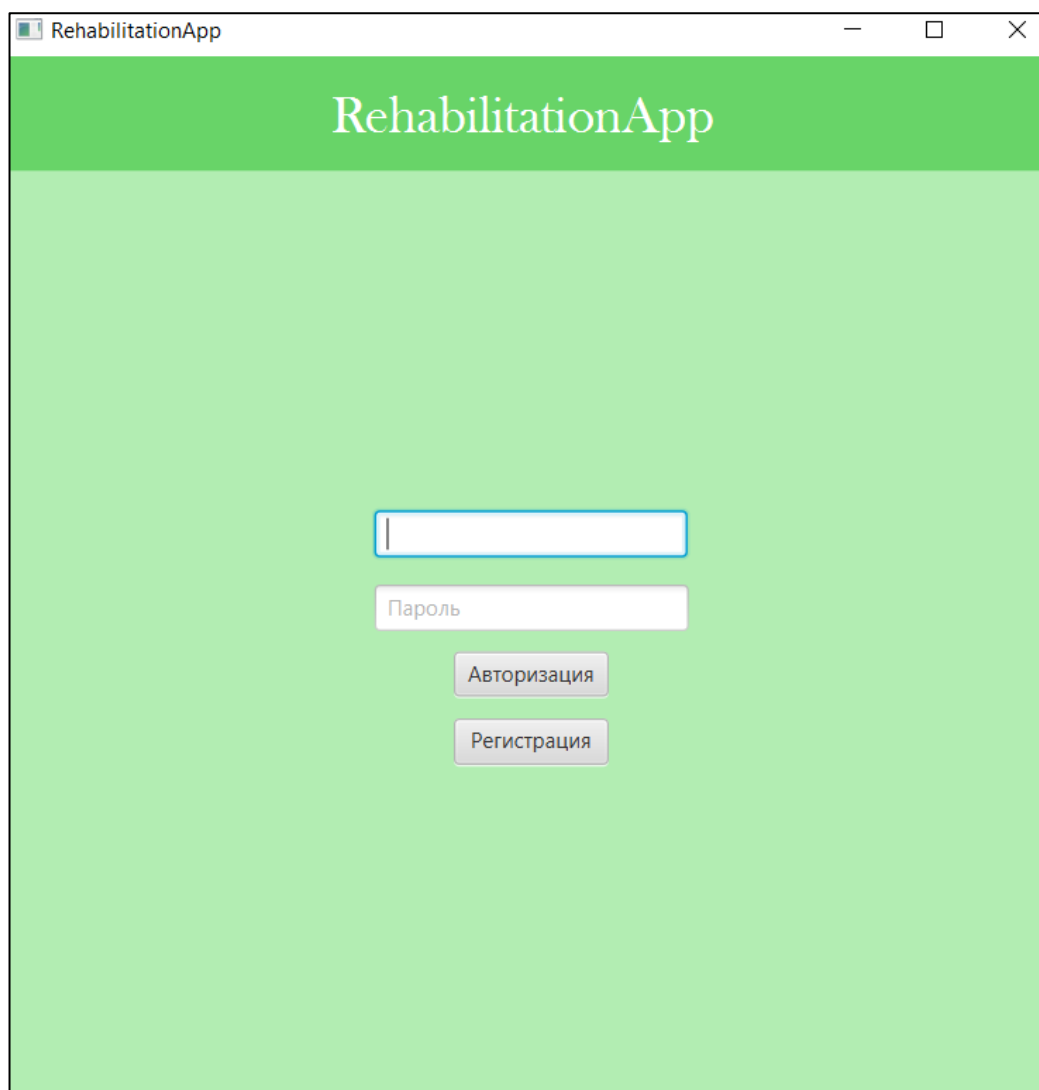 RehabilitationApp
RehabilitationApp
Пароль
Авторизация
Регистрация